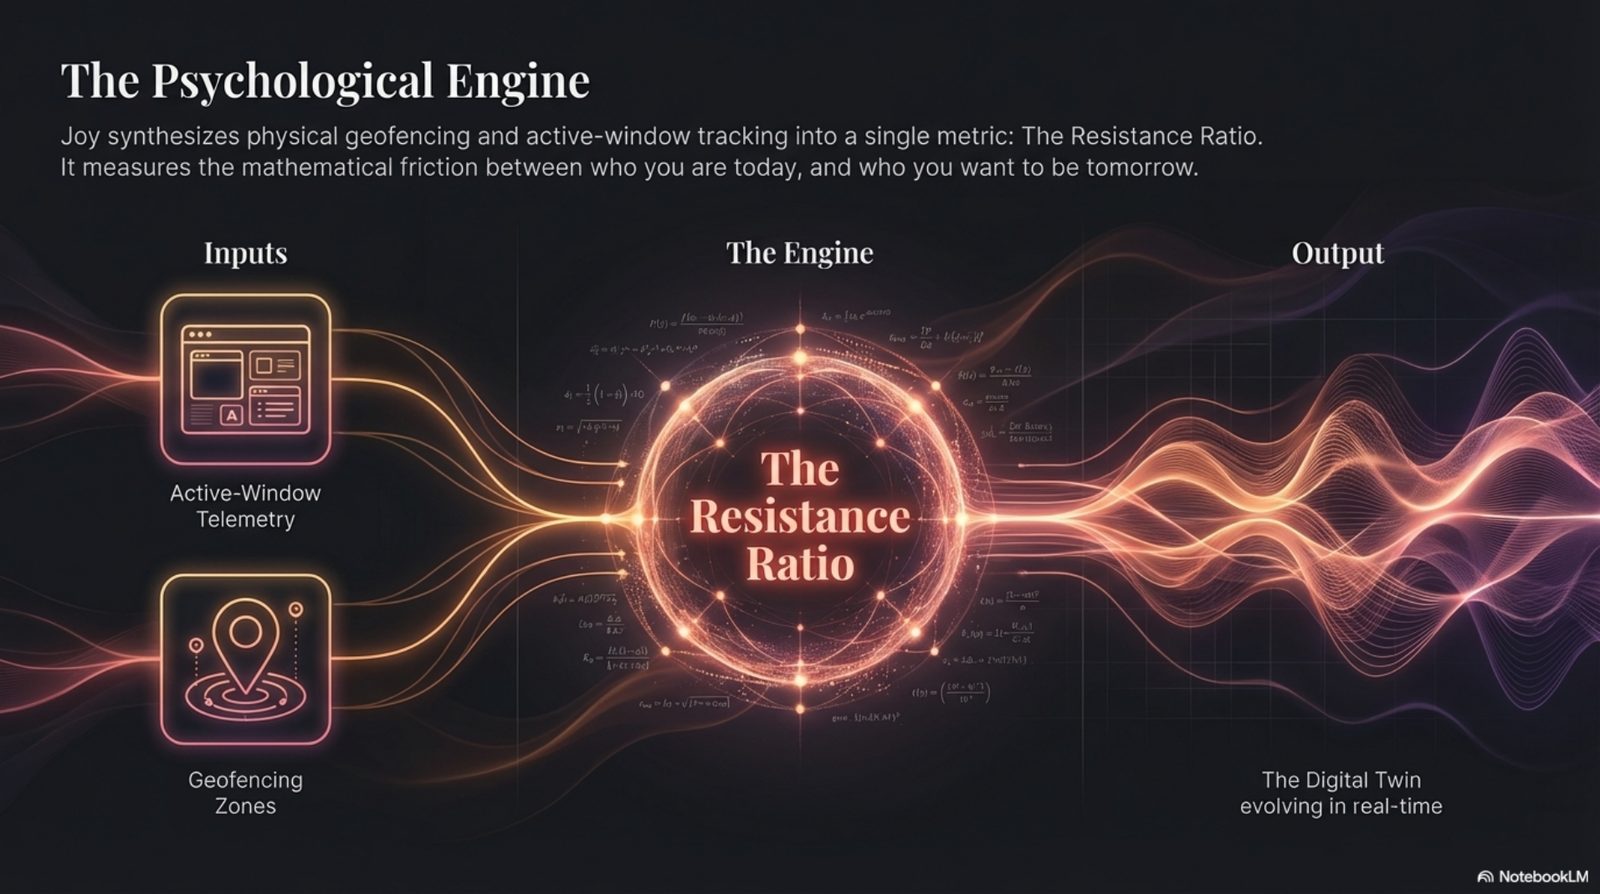 The Psychological Engine
Joy synthesizes physical geofencing and active-window tracking into a single metric: The Resistance Ratio.
It measures the mathematical friction between who you are today, and who you want to be tomorrow.
Inputs
The Engine
Output
A
Active-Window
Telemetry
The
Resistance
Ratio
Geofencing
Zones
The Digital Twin
evolving in real-time
NotebookLM